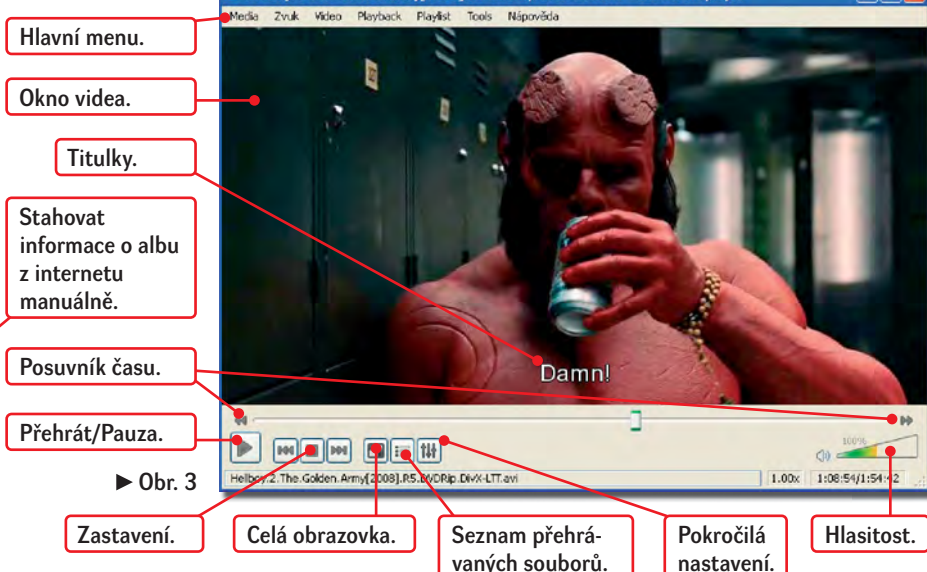 Media Zvuk Video Playback Playlist Tools Nápověda
Hlavní menu.
Okno videa.
Titulky.
Stahovat
informace o albu
z internetu
manuálně.
Damn!
Posuvník času.
Přehrát/Pauza.
100%
► Obr. 3
Hellboy.2.The.Golden.Army[2008].R5.DVDRip.DivX-LTT.avi 1.00x 1:08:54/1:54:42
Zastavení.
Celá obrazovka.
Seznam přehrá-
vaných souborů.
Pokročilá
nastavení.
Hlasitost.